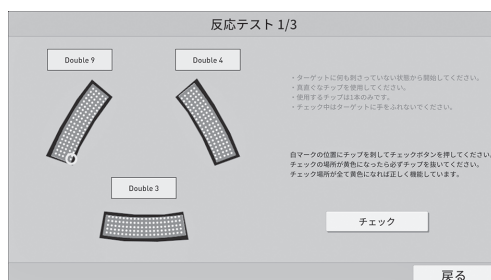 反応テスト 1/3
Double 9
Double 4
Double 3
・ターゲットに何も刺さっていない状態から開始してください。
・真直ぐなチップを使用してください。
・使用するチップは1本のみです。
・チェック中はターゲットに手をふれないでください。
白マークの位置にチップを刺してチェックボタンを押してください。
チェックの場所が黄色になったら必ずチップを抜いてください。
チェック場所が全て黄色になれば正しく機能しています。
チェック
戻る